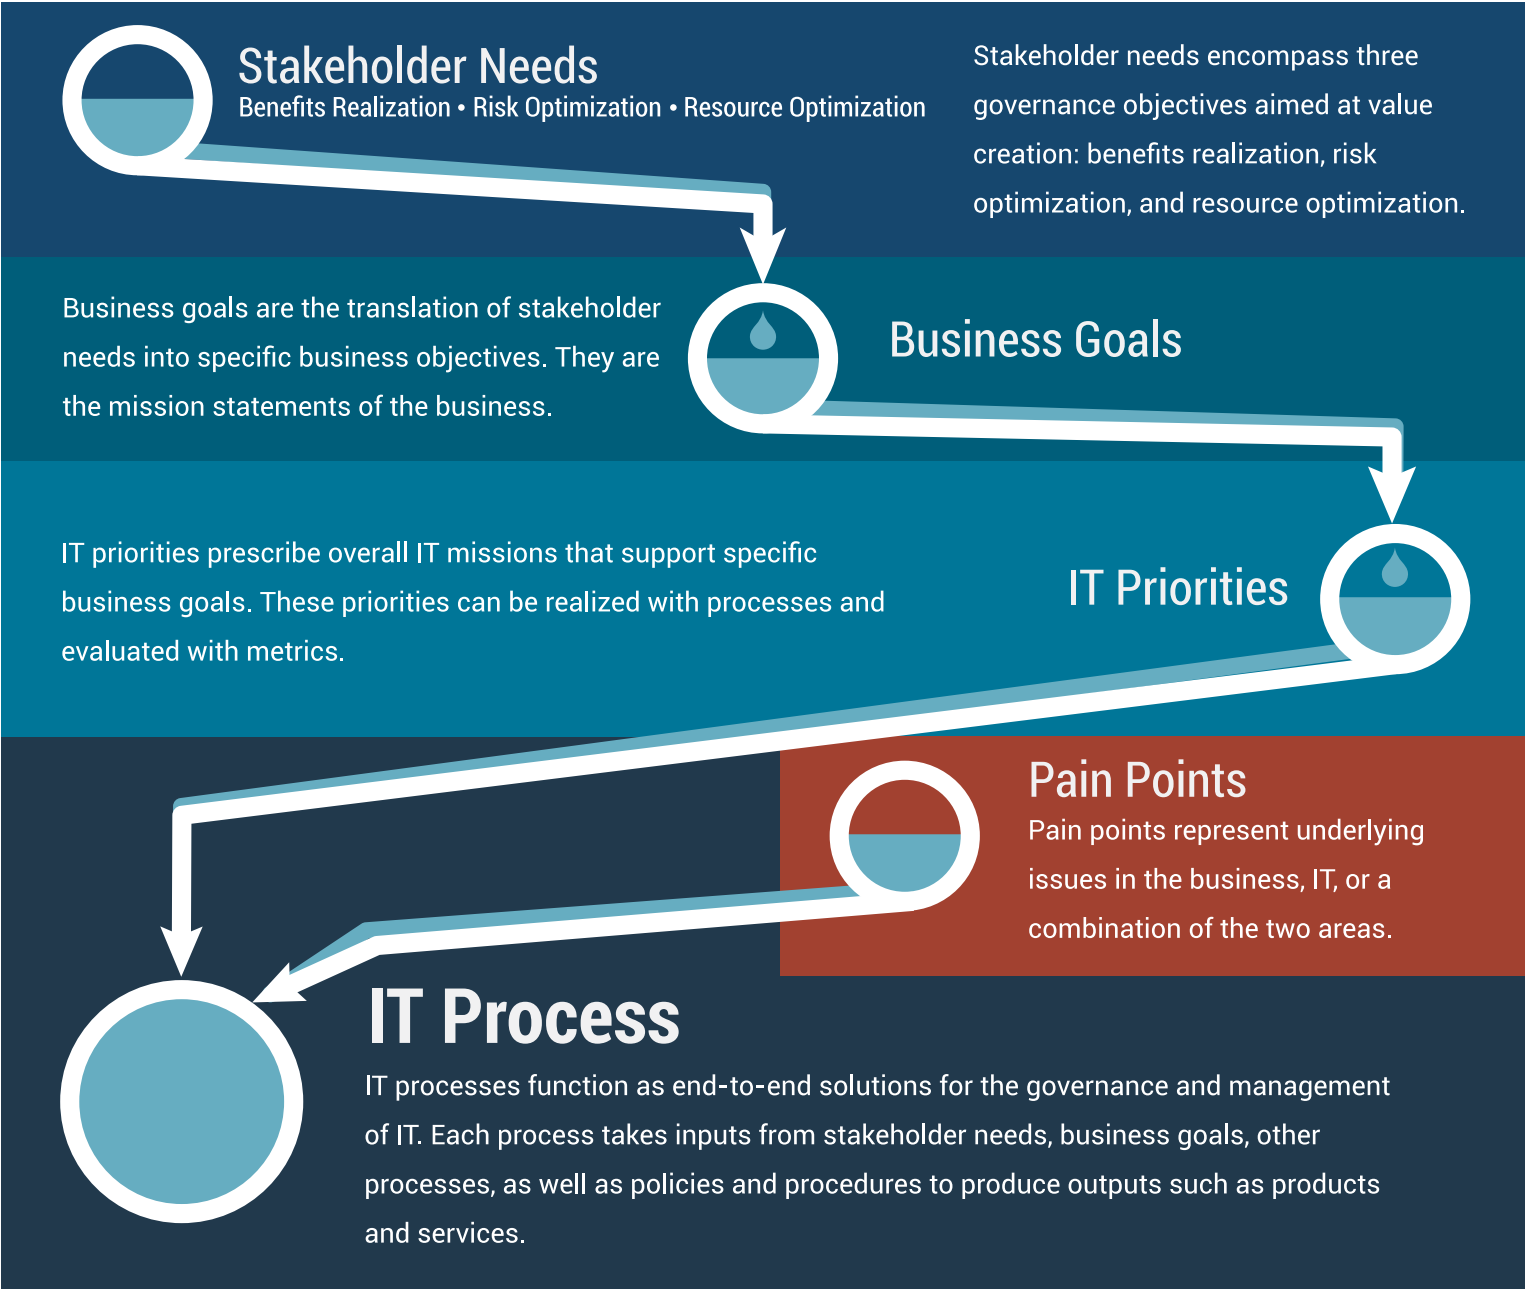 Stakeholder Needs
Benefits Realization • Risk Optimization • Resource Optimization
Stakeholder needs encompass three
governance objectives aimed at value
creation: benefits realization, risk
optimization, and resource optimization.
Business goals are the translation of stakeholder
needs into specific business objectives. They are
the mission statements of the business.
Business Goals
IT priorities prescribe overall IT missions that support specific
business goals. These priorities can be realized with processes and
evaluated with metrics.
IT Priorities
Pain Points
Pain points represent underlying
issues in the business, IT, or a
combination of the two areas.
IT Process
IT processes function as end-to-end solutions for the governance and management
of IT. Each process takes inputs from stakeholder needs, business goals, other
processes, as well as policies and procedures to produce outputs such as products
and services.